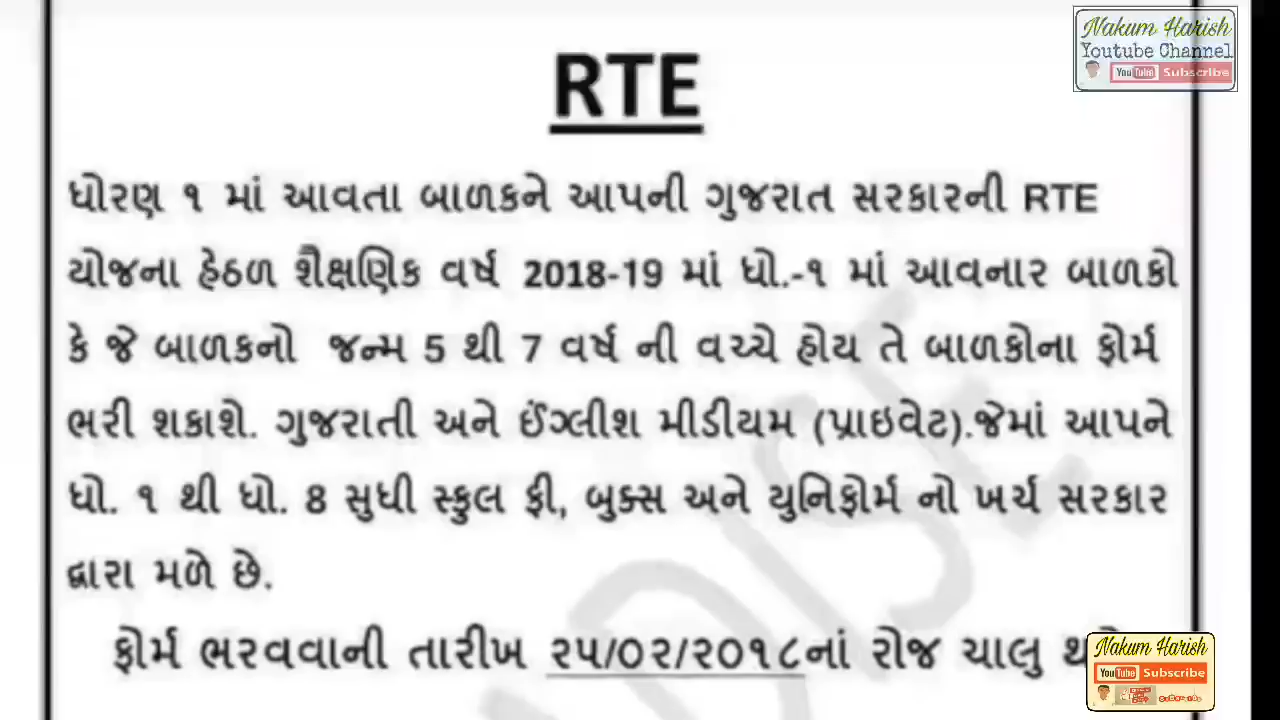 Nakum Harish
Youtube Channel
YouTube Subscribe
RTE
ધોરણ ૧ માં આવતા બાળકને આપની ગુજરાત સરકારની RTE
યોજના હેઠળ શૈક્ષણિક વર્ષ 2018-19 માં ધો.-૧ માં આવનાર બાળકો
કે જે બાળકનો જન્મ 5 થી 7 વર્ષ ની વચ્ચે હોય તે બાળકોના ફોર્મ
ભરી શકાશે. ગુજરાતી અને ઈંગ્લીશ મીડીયમ (પ્રાઇવેટ).જેમાં આપને
ધો. ૧ થી ધો. 8 સુધી સ્કુલ ફી, બુક્સ અને યુનિફોર્મ નો ખર્ચ સરકાર
દ્વારા મળે છે.
ફોર્મ ભરવવાની તારીખ ૨૫/૦૨/૨૦૧૮નાં રોજ ચાલુ
Nakum Harish
YouTube Subscribe